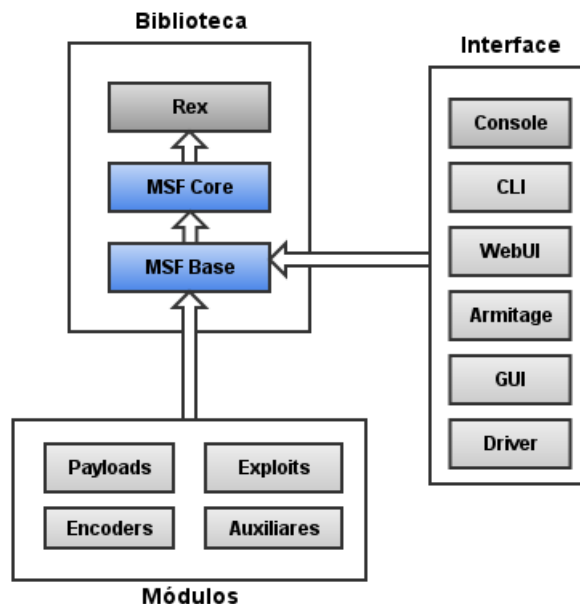 Biblioteca
Rex
MSF Core
MSF Base
Interface
Console
CLI
WebUI
Armitage
GUI
Driver
Payloads
Exploits
Encoders
Auxiliares
Módulos